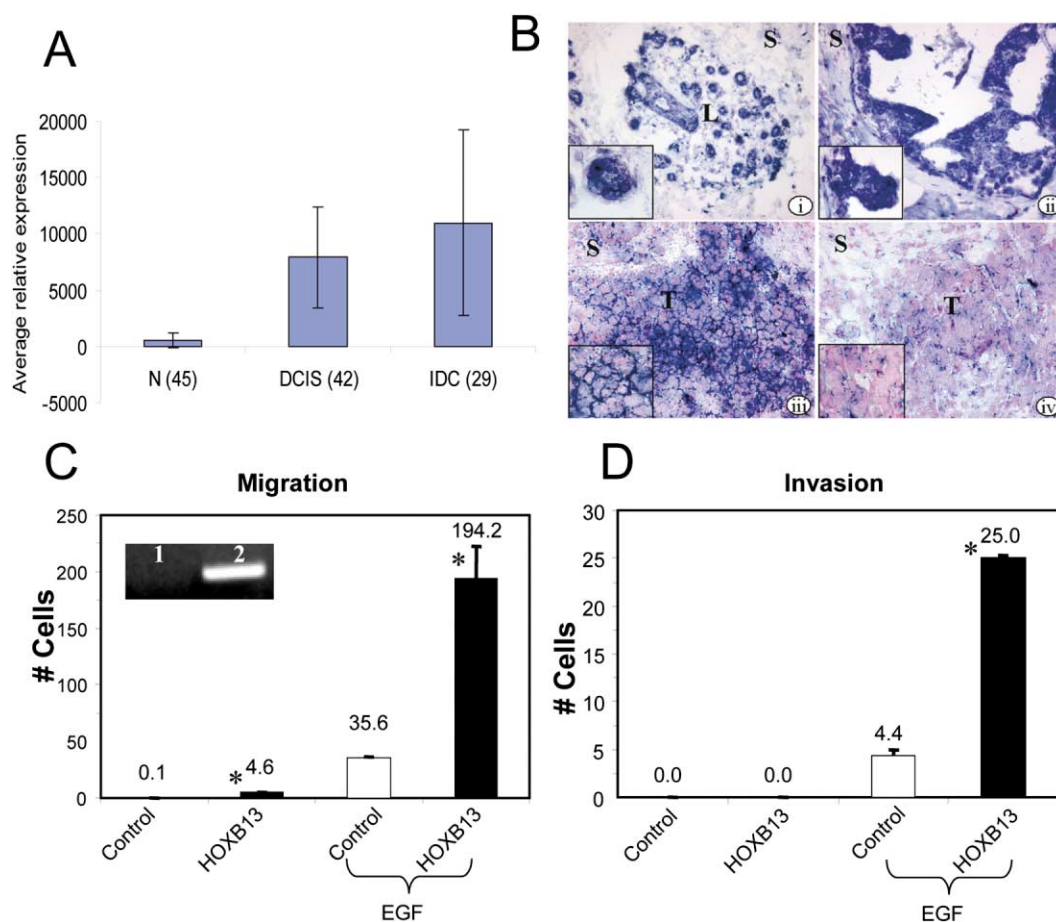 A
Average relative expression
20000
15000
10000
5000
0
-5000
N (45)
DCIS (42)
IDC (29)
B
S
L
i
S
ii
S
T
iii
S
T
iv
C
Migration
# Cells
250
200
150
100
50
0
1 2
0.1
* 4.6
35.6
194.2
*
Control
HOXB13
Control
HOXB13
EGF
D
Invasion
# Cells
30
25
20
15
10
5
0
0.0
0.0
4.4
25.0
*
Control
HOXB13
Control
HOXB13
EGF